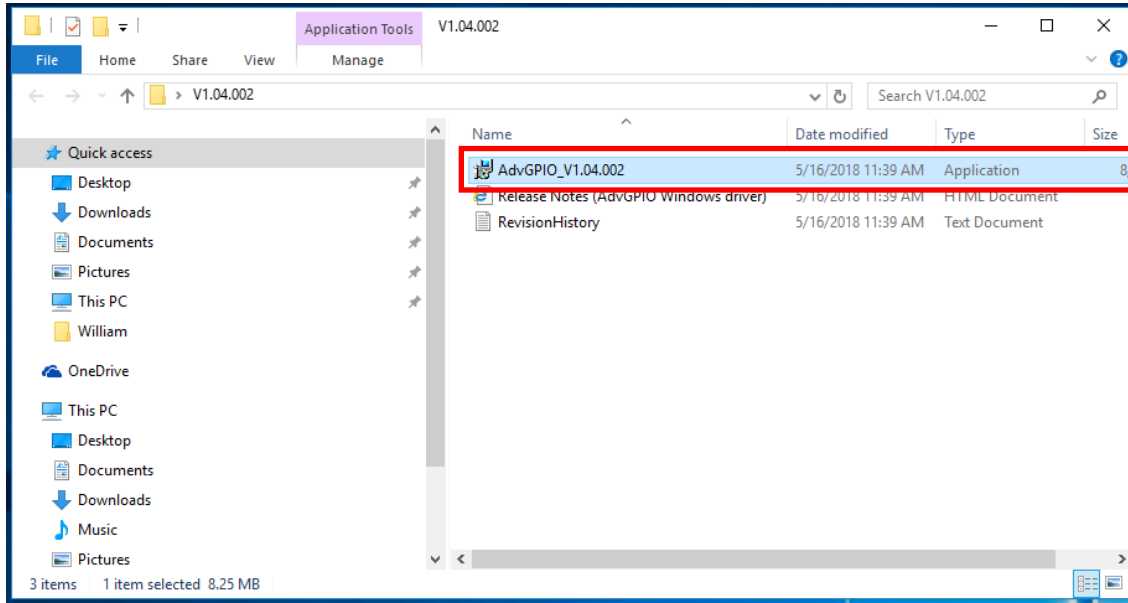 Application Tools V1.04.002
File Home Share View Manage
V1.04.002 Search V1.04.002
Name Date modified Type Size
Quick access
Desktop
Downloads
Documents
Pictures
This PC
William
OneDrive
This PC
Desktop
Documents
Downloads
Music
Pictures
AdvGPIO_V1.04.002 5/16/2018 11:39 AM Application 8,
Release Notes (AdvGPIO Windows driver) 5/16/2018 11:39 AM HTML Document
RevisionHistory 5/16/2018 11:39 AM Text Document
3 items 1 item selected 8.25 MB